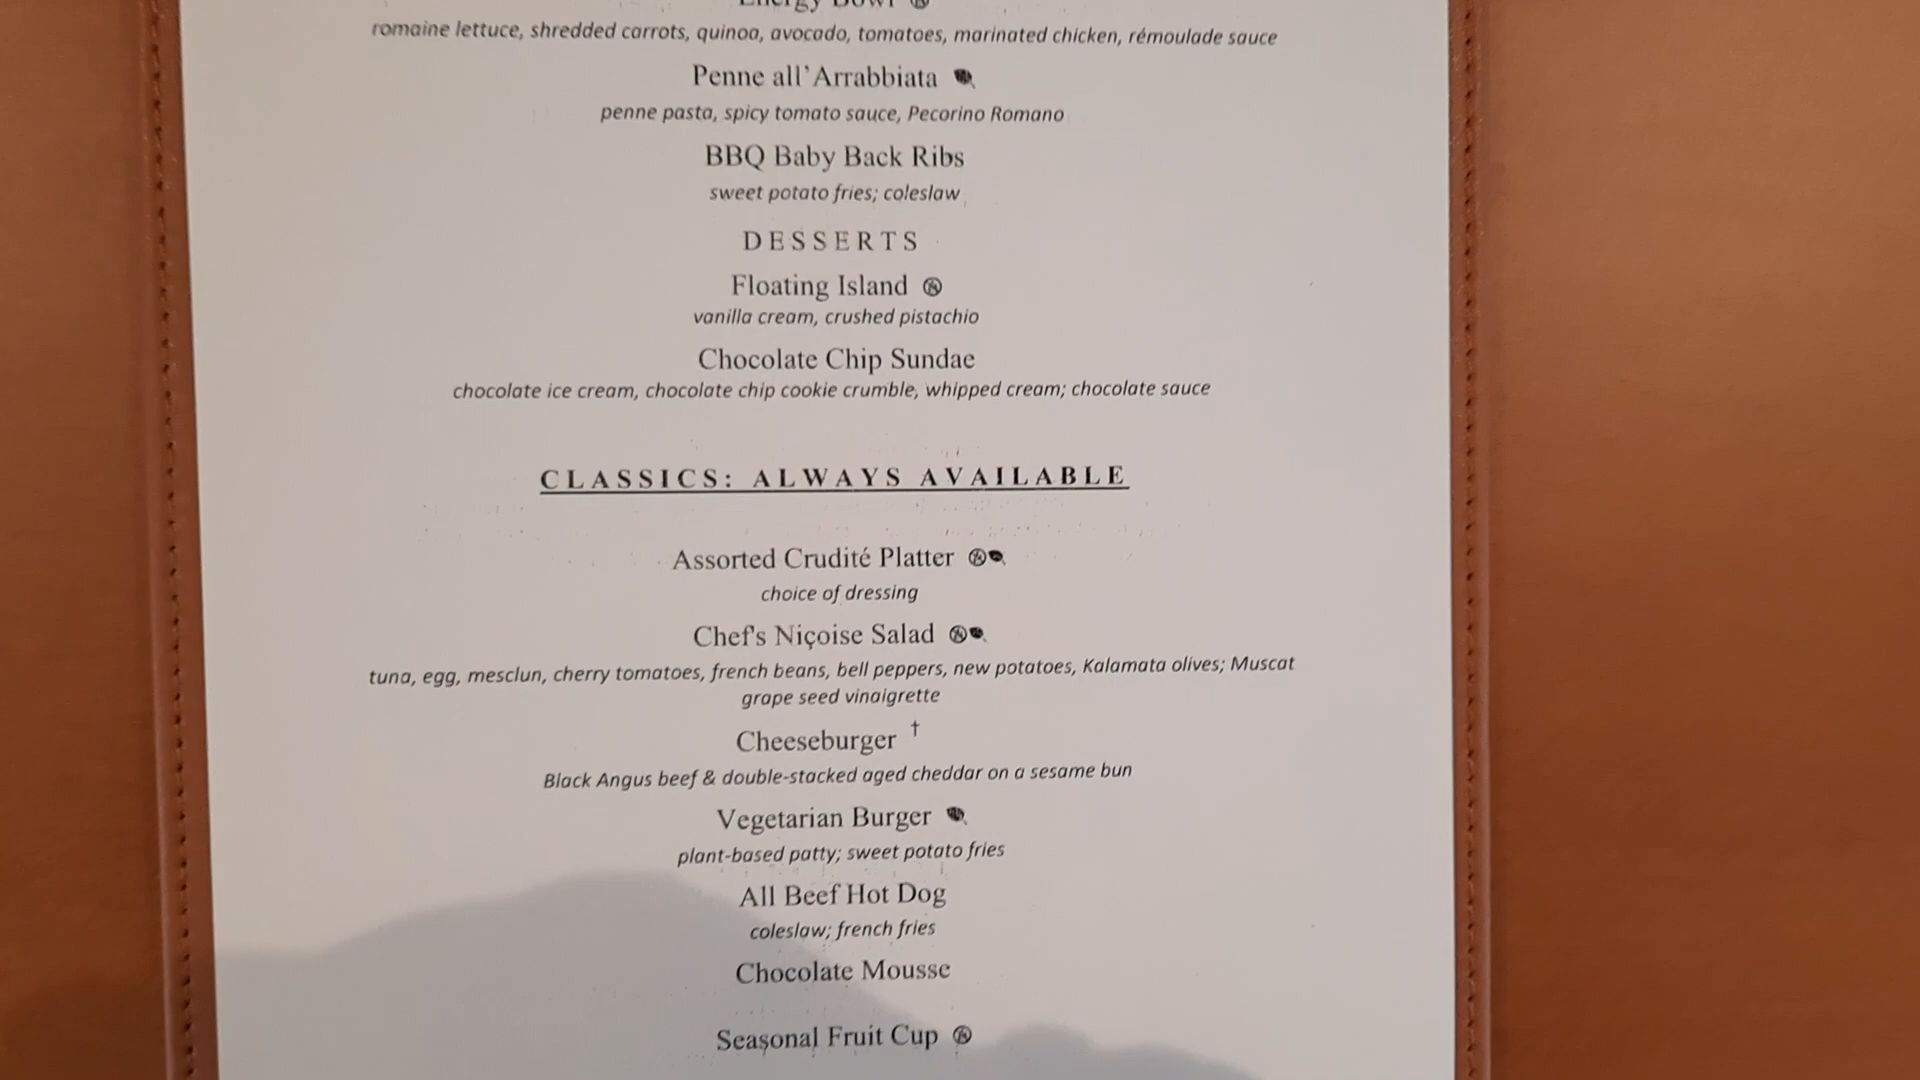 Energy Bowl
romaine lettuce, shredded carrots, quinoa, avocado, tomatoes, marinated chicken, rémoulade sauce
Penne all'Arrabbiata
penne pasta, spicy tomato sauce, Pecorino Romano
BBQ Baby Back Ribs
sweet potato fries; coleslaw
DESSERTS
Floating Island
vanilla cream, crushed pistachio
Chocolate Chip Sundae
chocolate ice cream, chocolate chip cookie crumble, whipped cream; chocolate sauce
CLASSICS: ALWAYS AVAILABLE
Assorted Crudité Platter
choice of dressing
Chef's Niçoise Salad
tuna, egg, mesclun, cherry tomatoes, french beans, bell peppers, new potatoes, Kalamata olives; Muscat
grape seed vinaigrette
Cheeseburger †
Black Angus beef & double-stacked aged cheddar on a sesame bun
Vegetarian Burger
plant-based patty; sweet potato fries
All Beef Hot Dog
coleslaw; french fries
Chocolate Mousse
Seasonal Fruit Cup